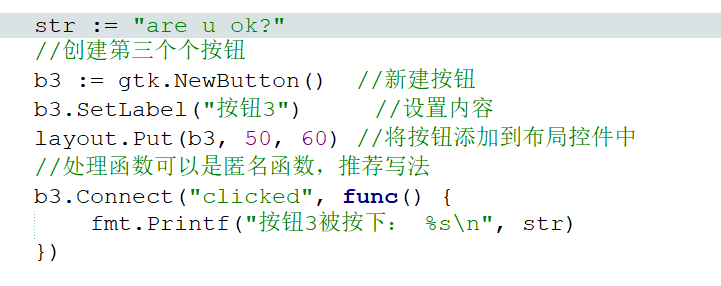 str := "are u ok?"
//创建第三个个按钮
b3 := gtk.NewButton()  //新建按钮
b3.SetLabel("按钮3")      //设置内容
layout.Put(b3, 50, 60) //将按钮添加到布局控件中
//处理函数可以是匿名函数，推荐写法
b3.Connect("clicked", func() {
    fmt.Printf("按钮3被按下： %s\n", str)
})